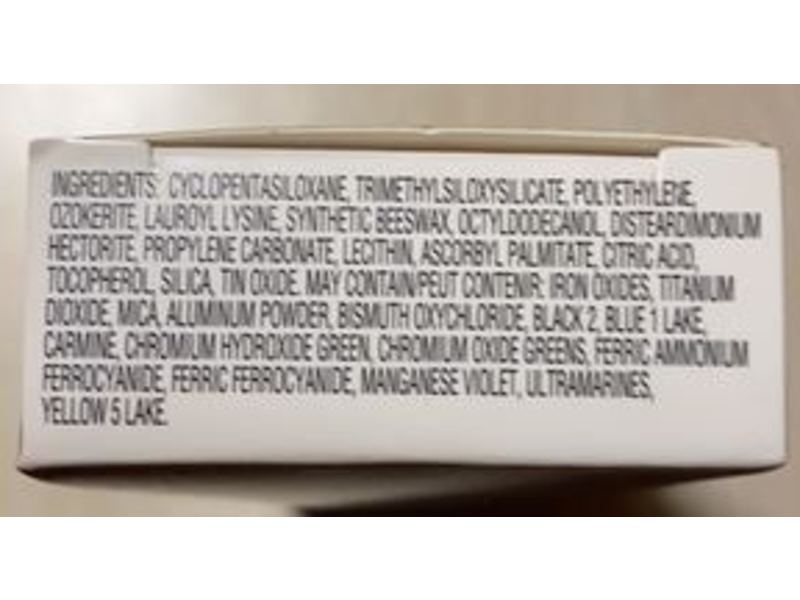 INGREDIENTS: CYCLOPENTASILOXANE, TRIMETHYLSILOXYSILICATE, POLYETHYLENE,
OZOKERITE, LAUROYL LYSINE, SYNTHETIC BEESWAX, OCTYLDODECANOL, DISTEARDIMONIUM
HECTORITE, PROPYLENE CARBONATE, LECITHIN, ASCORBYL PALMITATE, CITRIC ACID,
TOCOPHEROL, SILICA, TIN OXIDE. MAY CONTAIN/PEUT CONTENIR: IRON OXIDES, TITANIUM
DIOXIDE, MICA, ALUMINUM POWDER, BISMUTH OXYCHLORIDE, BLACK 2, BLUE 1 LAKE,
CARMINE, CHROMIUM HYDROXIDE GREEN, CHROMIUM OXIDE GREENS, FERRIC AMMONIUM
FERROCYANIDE, FERRIC FERROCYANIDE, MANGANESE VIOLET, ULTRAMARINES,
YELLOW 5 LAKE.